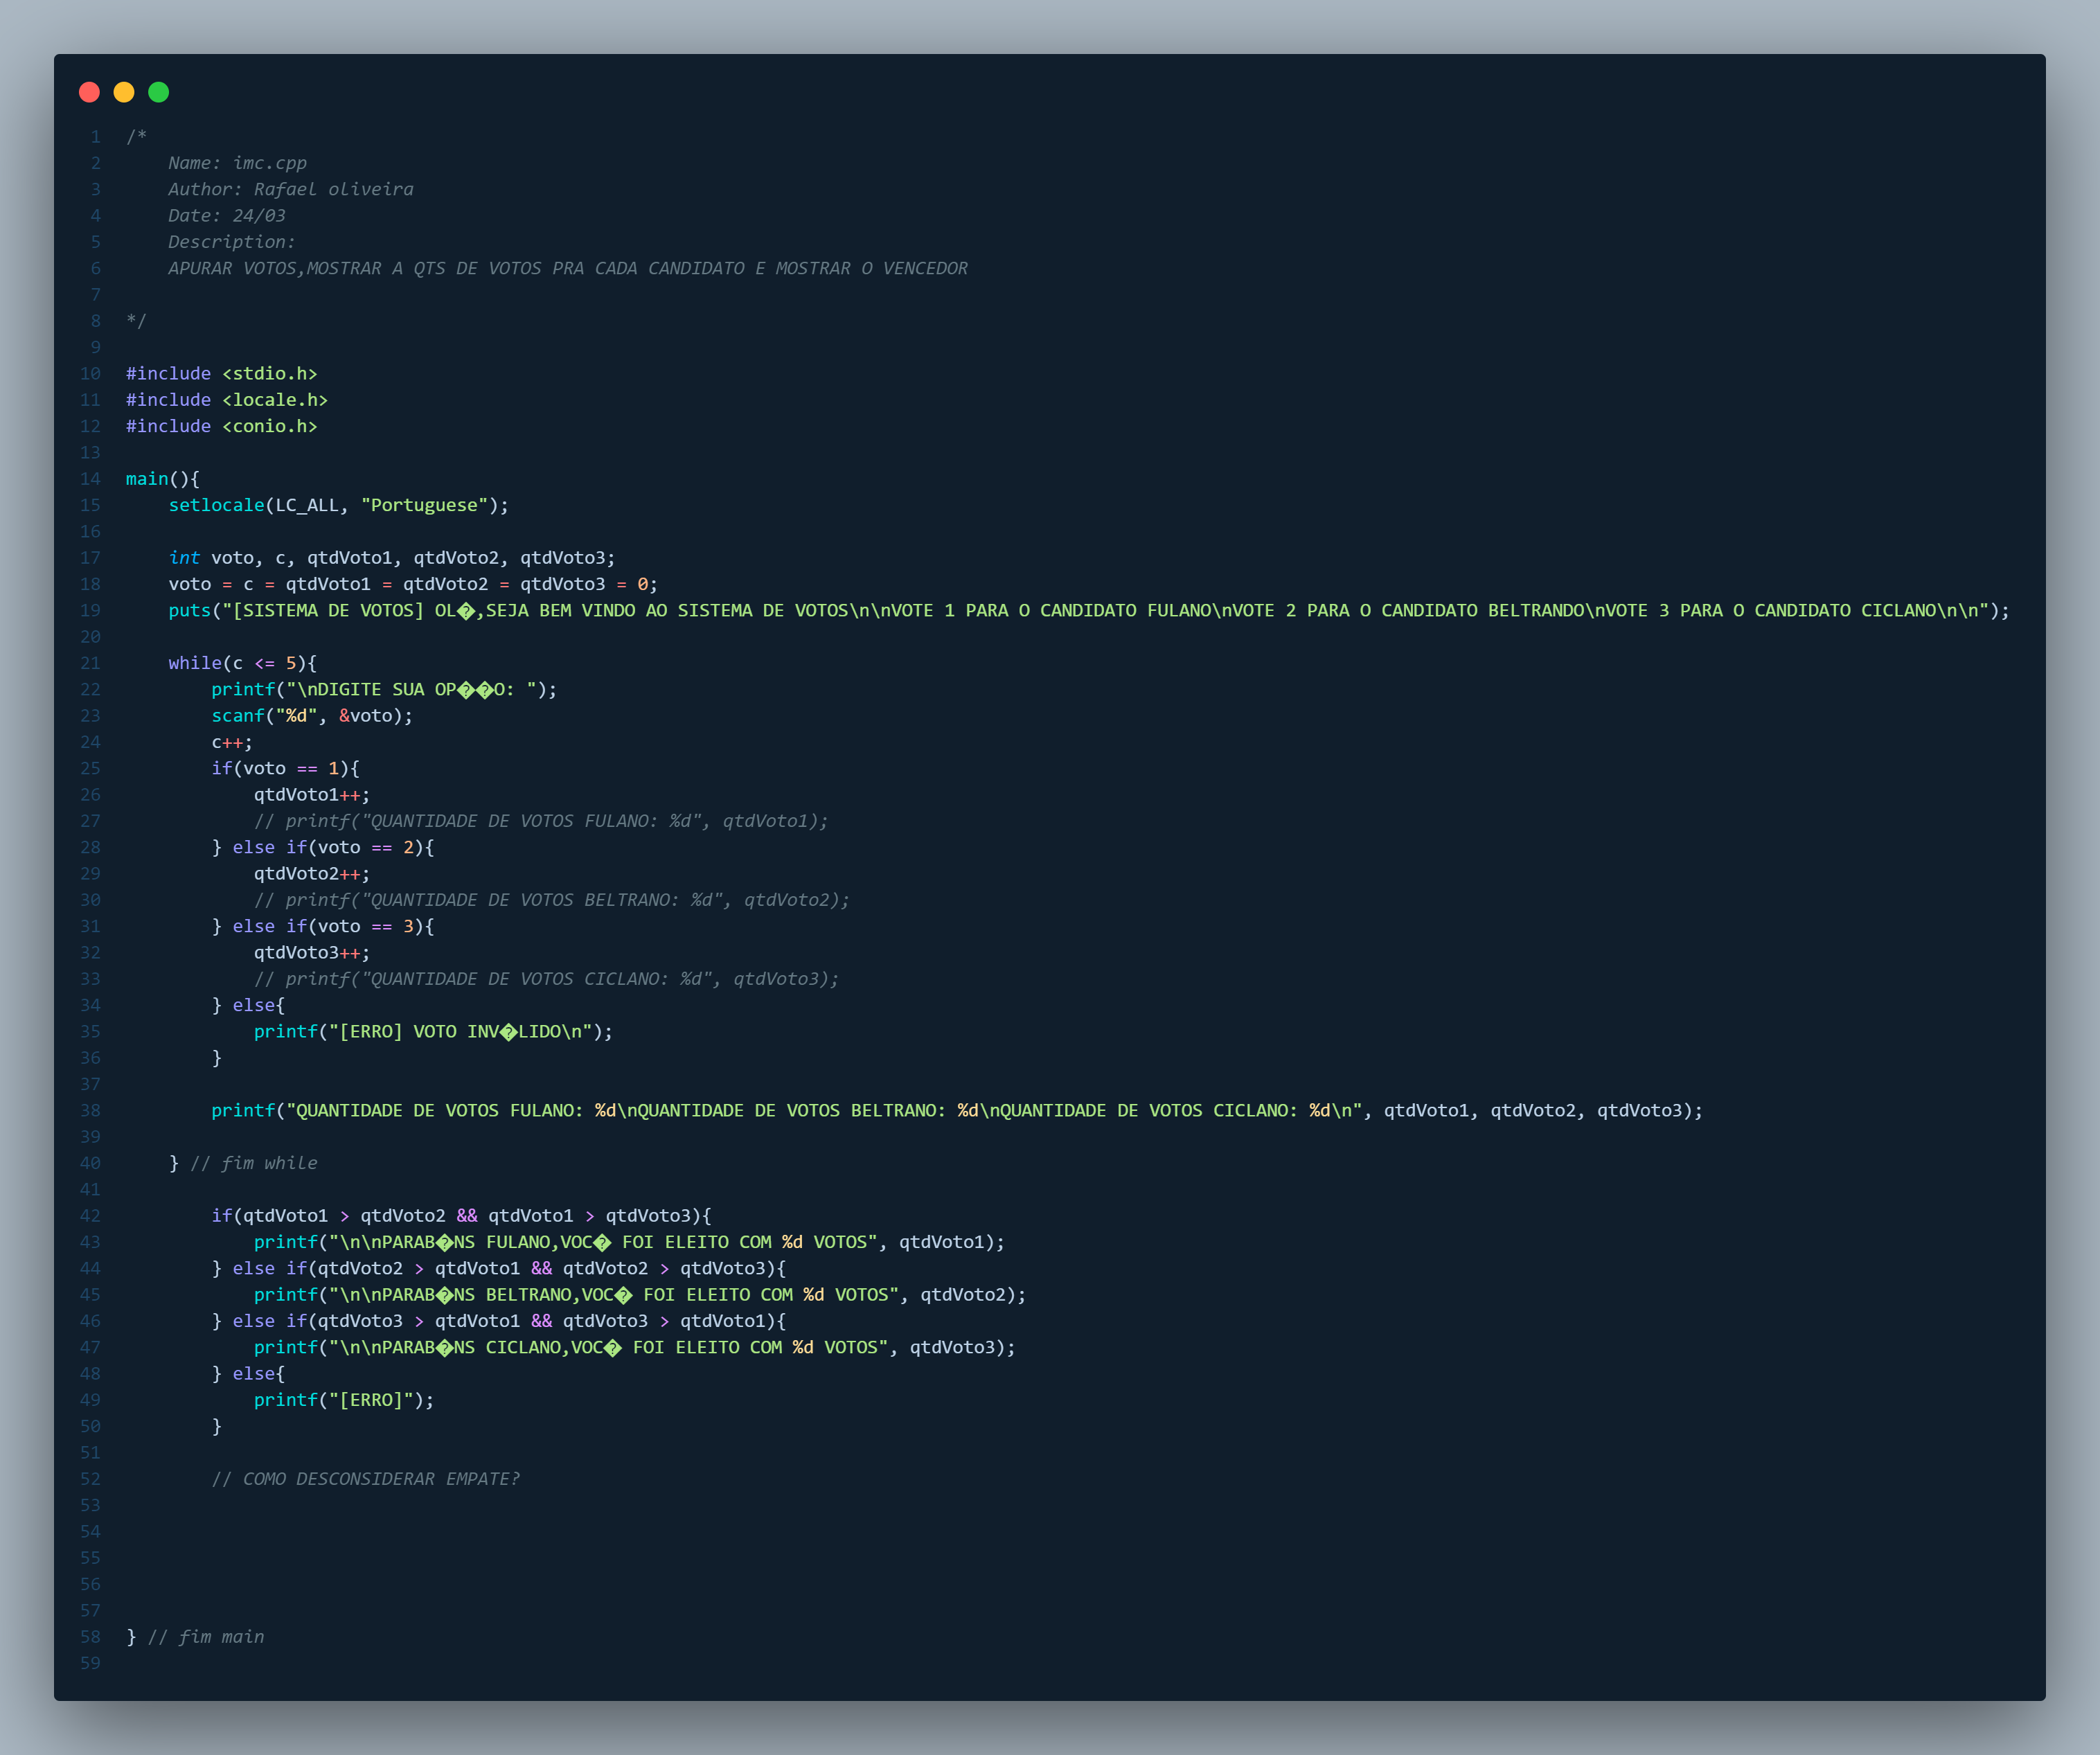 1 /*
2 Name: imc.cpp
3 Author: Rafael oliveira
4 Date: 24/03
5 Description:
6 APURAR VOTOS,MOSTRAR A QTS DE VOTOS PRA CADA CANDIDATO E MOSTRAR O VENCEDOR
7
8 */
9
10 #include <stdio.h>
11 #include <locale.h>
12 #include <conio.h>
13
14 main(){
15 setlocale(LC_ALL, "Portuguese");
16
17 int voto, c, qtdVoto1, qtdVoto2, qtdVoto3;
18 voto = c = qtdVoto1 = qtdVoto2 = qtdVoto3 = 0;
19 puts("[SISTEMA DE VOTOS] OL�,SEJA BEM VINDO AO SISTEMA DE VOTOS\n\nVOTE 1 PARA O CANDIDATO FULANO\nVOTE 2 PARA O CANDIDATO BELTRANDO\nVOTE 3 PARA O CANDIDATO CICLANO\n\n");
20
21 while(c <= 5){
22 printf("\nDIGITE SUA OP��O: ");
23 scanf("%d", &voto);
24 c++;
25 if(voto == 1){
26 qtdVoto1++;
27 // printf("QUANTIDADE DE VOTOS FULANO: %d", qtdVoto1);
28 } else if(voto == 2){
29 qtdVoto2++;
30 // printf("QUANTIDADE DE VOTOS BELTRANO: %d", qtdVoto2);
31 } else if(voto == 3){
32 qtdVoto3++;
33 // printf("QUANTIDADE DE VOTOS CICLANO: %d", qtdVoto3);
34 } else{
35 printf("[ERRO] VOTO INV�LIDO\n");
36 }
37
38 printf("QUANTIDADE DE VOTOS FULANO: %d\nQUANTIDADE DE VOTOS BELTRANO: %d\nQUANTIDADE DE VOTOS CICLANO: %d\n", qtdVoto1, qtdVoto2, qtdVoto3);
39
40 } // fim while
41
42 if(qtdVoto1 > qtdVoto2 && qtdVoto1 > qtdVoto3){
43 printf("\n\nPARAB�NS FULANO,VOC� FOI ELEITO COM %d VOTOS", qtdVoto1);
44 } else if(qtdVoto2 > qtdVoto1 && qtdVoto2 > qtdVoto3){
45 printf("\n\nPARAB�NS BELTRANO,VOC� FOI ELEITO COM %d VOTOS", qtdVoto2);
46 } else if(qtdVoto3 > qtdVoto1 && qtdVoto3 > qtdVoto1){
47 printf("\n\nPARAB�NS CICLANO,VOC� FOI ELEITO COM %d VOTOS", qtdVoto3);
48 } else{
49 printf("[ERRO]");
50 }
51
52 // COMO DESCONSIDERAR EMPATE?
53
54
55
56
57
58 } // fim main
59